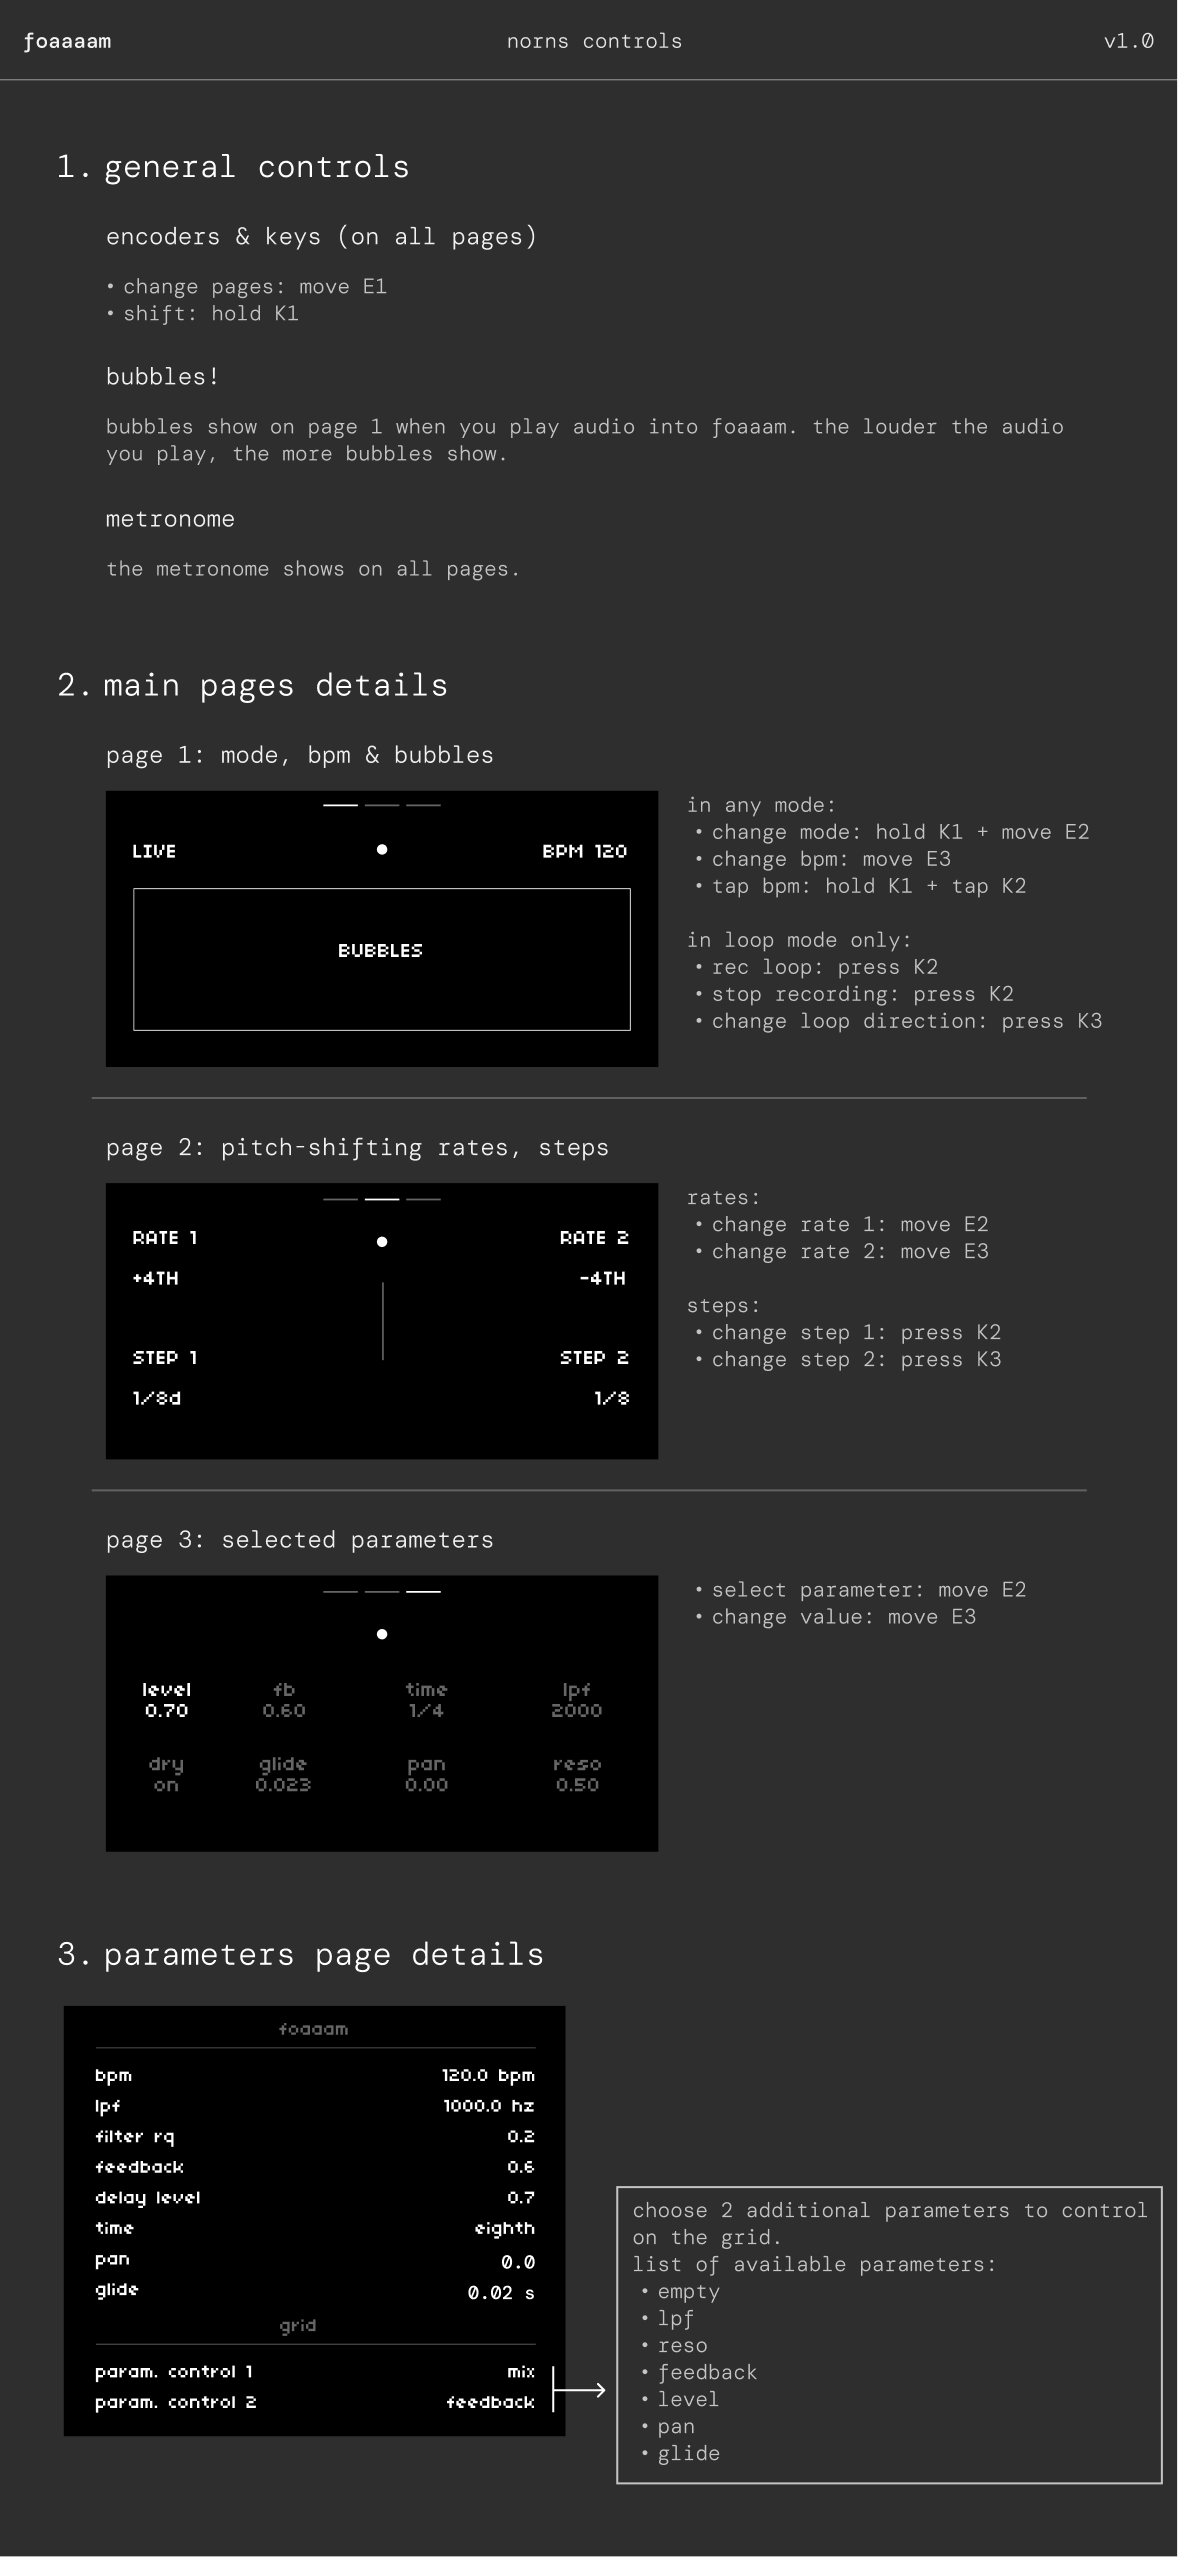 foaaaam norns controls v1.0
1. general controls
encoders & keys (on all pages)
• change pages: move E1
• shift: hold K1
bubbles!
bubbles show on page 1 when you play audio into foaaam. the louder the audio
you play, the more bubbles show.
metronome
the metronome shows on all pages.
2. main pages details
page 1: mode, bpm & bubbles
LIVE BPM 120
BUBBLES
in any mode:
• change mode: hold K1 + move E2
• change bpm: move E3
• tap bpm: hold K1 + tap K2
in loop mode only:
• rec loop: press K2
• stop recording: press K2
• change loop direction: press K3
page 2: pitch-shifting rates, steps
RATE 1 RATE 2
+4TH -4TH
STEP 1 STEP 2
1/8d 1/8
rates:
• change rate 1: move E2
• change rate 2: move E3
steps:
• change step 1: press K2
• change step 2: press K3
page 3: selected parameters
level fb time lpf
0.70 0.60 1/4 2000
dry glide pan reso
on 0.023 0.00 0.50
• select parameter: move E2
• change value: move E3
3. parameters page details
foaaam
bpm 120.0 bpm
lpf 1000.0 hz
filter rq 0.2
feedback 0.6
delay level 0.7
time eighth
pan 0.0
glide 0.02 s
grid
param. control 1 mix
param. control 2 feedback
choose 2 additional parameters to control
on the grid.
list of available parameters:
• empty
• lpf
• reso
• feedback
• level
• pan
• glide